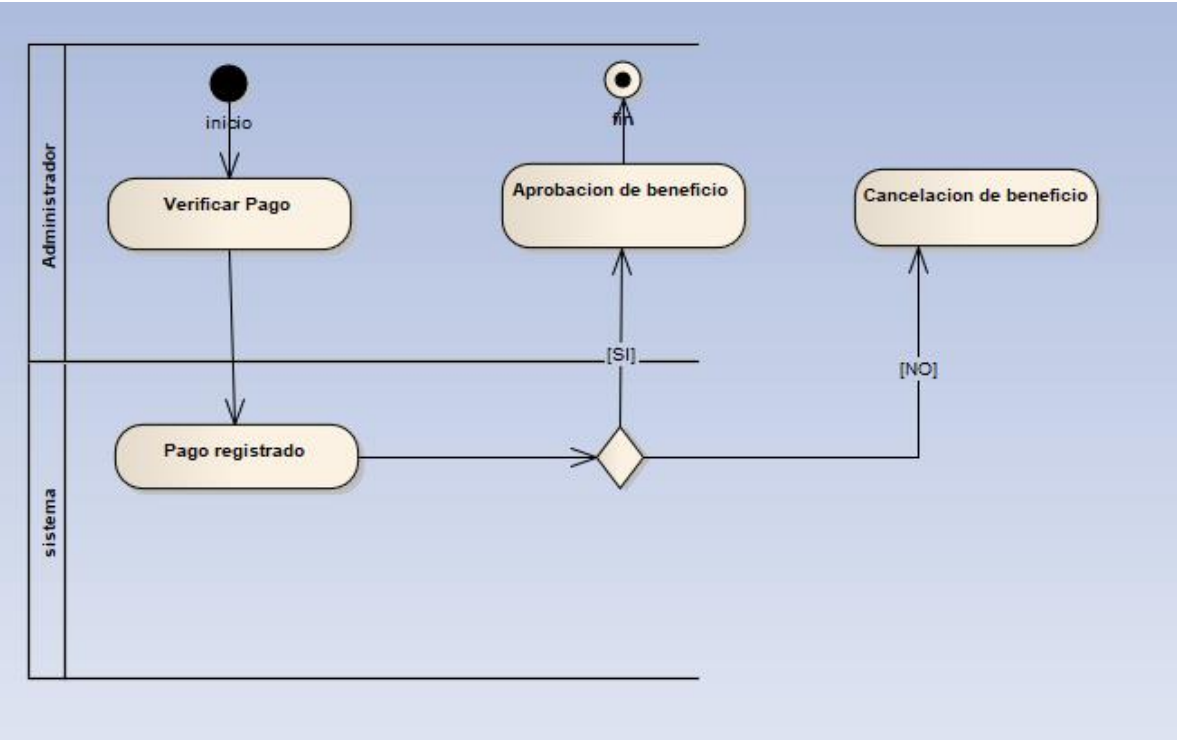 Administrador
inicio
fin
Verificar Pago
Aprobacion de beneficio
Cancelacion de beneficio
[SI]
[NO]
sistema
Pago registrado